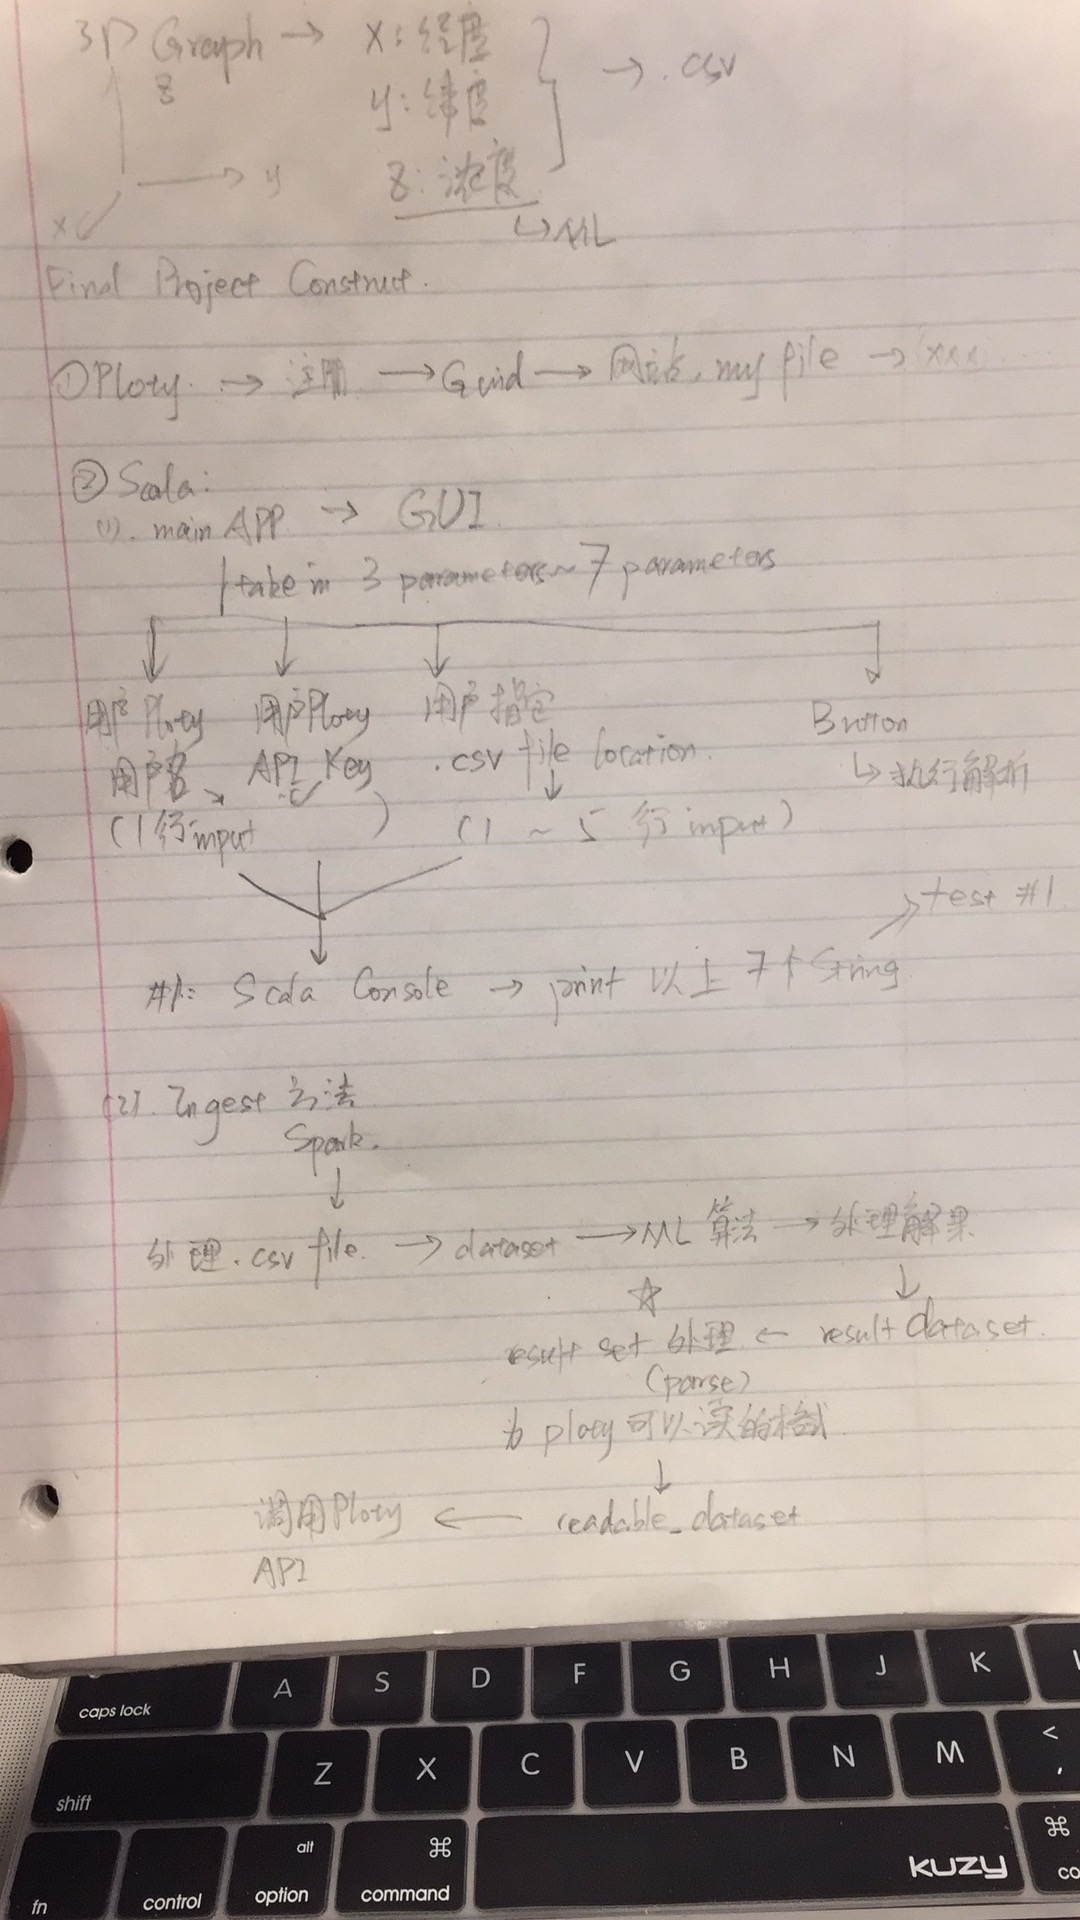 3D Graph → x: 经度
z
y: 纬度 → .csv
→ y
z: 浓度
x
↳ ML
Final Project Construct.
① Ploty. → 注册 → Guid → 网站, my file → (xxx)
② Scala:
(1). main APP → GUI
take in 3 parameters ~ 7 parameters
用户 Ploty 用户 Ploty 用户指定 Button
用户名 API Key .csv file location. ↳ 执行解析
(1行 input) (1 ~ 5 行 input)
test #1
#1: Scala Console → print 以上 7个 String
(2). Ingest 方法
Spark.
处理 .csv file. → dataset → ML 算法 → 处理解果
☆
result set 处理 ← result dataset.
(parse)
为 ploty 可以读的格式
调用 Ploty ← readable_dataset
API
caps lock A S D F G H J K
shift Z X C V B N M < ,
fn control alt option ⌘ command kuzy ⌘ co